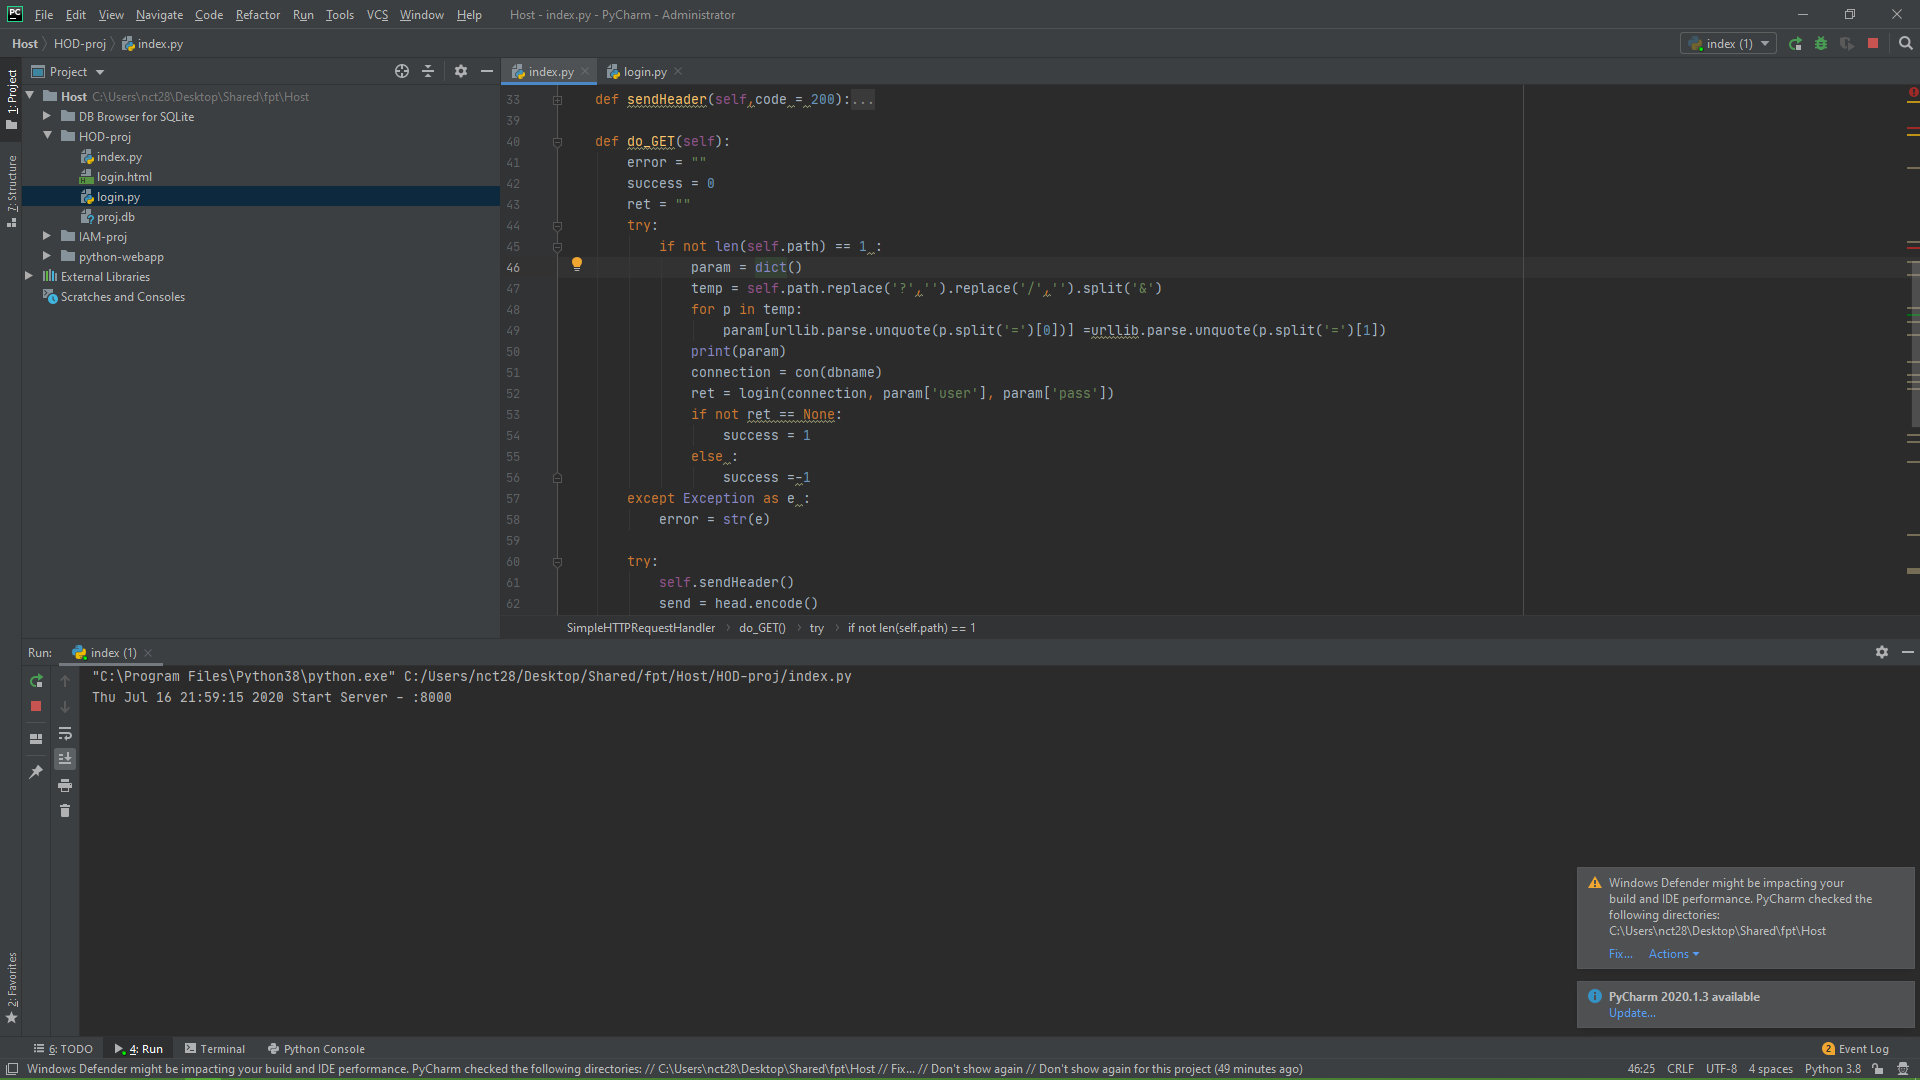 PC File Edit View Navigate Code Refactor Run Tools VCS Window Help Host - index.py - PyCharm - Administrator
Host HOD-proj index.py index (1)
Project index.py login.py
1: Project
7: Structure
2: Favorites
Host C:\Users\nct28\Desktop\Shared\fpt\Host
DB Browser for SQLite
HOD-proj
index.py
login.html
login.py
proj.db
IAM-proj
python-webapp
External Libraries
Scratches and Consoles
33 def sendHeader(self,code = 200):...
39
40 def do_GET(self):
41 error = ""
42 success = 0
43 ret = ""
44 try:
45 if not len(self.path) == 1 :
46 param = dict()
47 temp = self.path.replace('?','').replace('/','').split('&')
48 for p in temp:
49 param[urllib.parse.unquote(p.split('=')[0])] =urllib.parse.unquote(p.split('=')[1])
50 print(param)
51 connection = con(dbname)
52 ret = login(connection, param['user'], param['pass'])
53 if not ret == None:
54 success = 1
55 else :
56 success =-1
57 except Exception as e :
58 error = str(e)
59
60 try:
61 self.sendHeader()
62 send = head.encode()
SimpleHTTPRequestHandler do_GET() try if not len(self.path) == 1
Run: index (1)
"C:\Program Files\Python38\python.exe" C:/Users/nct28/Desktop/Shared/fpt/Host/HOD-proj/index.py
Thu Jul 16 21:59:15 2020 Start Server - :8000
Windows Defender might be impacting your
build and IDE performance. PyCharm checked the
following directories:
C:\Users\nct28\Desktop\Shared\fpt\Host
Fix... Actions
PyCharm 2020.1.3 available
Update...
6: TODO 4: Run Terminal Python Console 2 Event Log
Windows Defender might be impacting your build and IDE performance. PyCharm checked the following directories: // C:\Users\nct28\Desktop\Shared\fpt\Host // Fix... // Don't show again // Don't show again for this project (49 minutes ago) 46:25 CRLF UTF-8 4 spaces Python 3.8